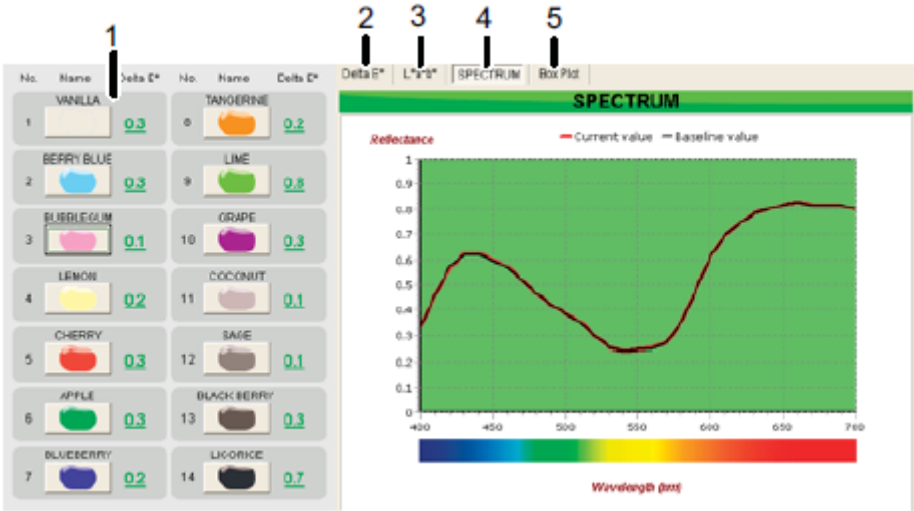 1 2 3 4 5
No. Name Delta E* No. Name Delta E*
Delta E* L*a*b* SPECTRUM Box Plot
SPECTRUM
VANILLA
1 0.3
BERRY BLUE
2 0.3
BUBBLEGUM
3 0.1
LEMON
4 0.2
CHERRY
5 0.3
APPLE
6 0.3
BLUEBERRY
7 0.2
TANGERINE
8 0.2
LIME
9 0.8
GRAPE
10 0.3
COCONUT
11 0.1
SAGE
12 0.1
BLACK BERRY
13 0.3
LICORICE
14 0.7
Reflectance
Current value Baseline value
1
0.9
0.8
0.7
0.6
0.5
0.4
0.3
0.2
0.1
0
400 450 500 550 600 650 700
Wavelength (nm)